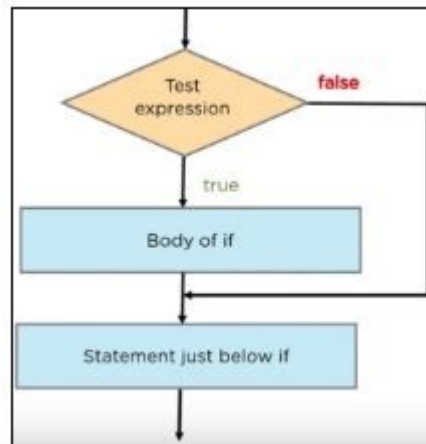 Test
expression
false
true
Body of if
Statement just below if